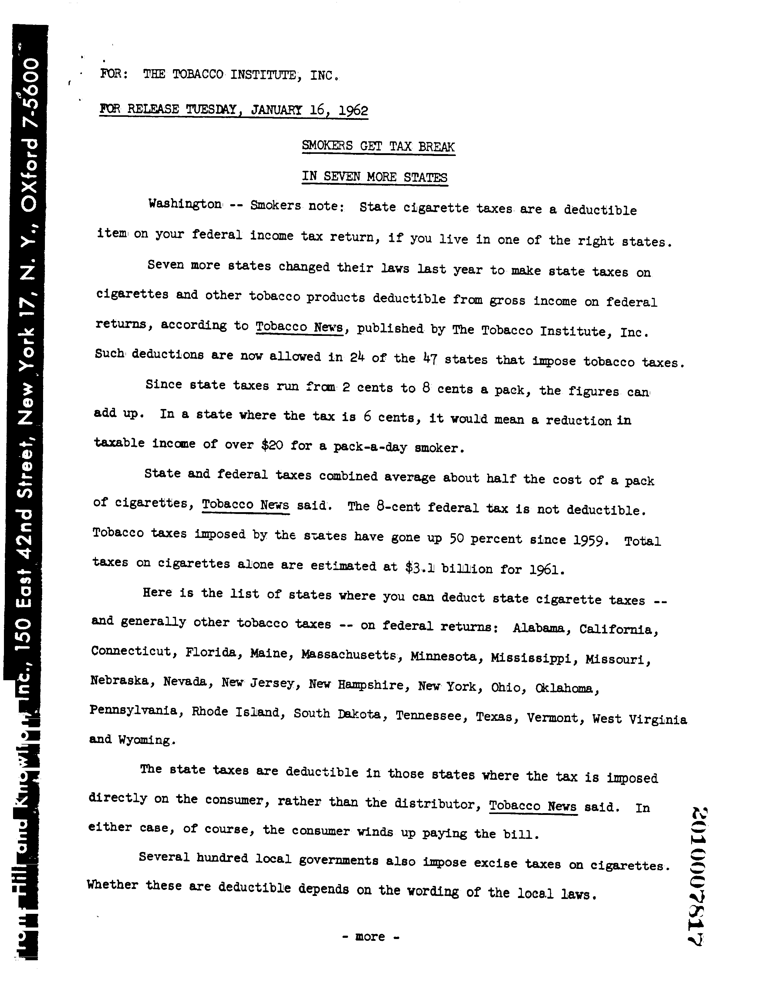 FOR: THE TOBACCO INSTITUTE, INC.
FOR RELEASE TUESDAY, JANUARY 16, 1962
SMOKERS GET TAX BREAK
IN SEVEN MORE STATES
Washington -- Smokers note: State cigarette taxes are a deductible
item on your federal income tax return, if you live in one of the right states.
Seven more states changed their laws last year to make state taxes on
cigarettes and other tobacco products deductible from gross income on federal
returns, according to Tobacco News, published by The Tobacco Institute, Inc.
Such deductions are now allowed in 24 of the 47 states that impose tobacco taxes.
Since state taxes run from 2 cents to 8 cents a pack, the figures can
add up. In a state where the tax is 6 cents, it would mean a reduction in
taxable income of over $20 for a pack-a-day smoker.
State and federal taxes combined average about half the cost of a pack
of cigarettes, Tobacco News said. The 8-cent federal tax is not deductible.
Tobacco taxes imposed by the states have gone up 50 percent since 1959. Total
taxes on cigarettes alone are estimated at $3.1 billion for 1961.
Here is the list of states where you can deduct state cigarette taxes --
and generally other tobacco taxes -- on federal returns: Alabama, California,
Connecticut, Florida, Maine, Massachusetts, Minnesota, Mississippi, Missouri,
Nebraska, Nevada, New Jersey, New Hampshire, New York, Ohio, Oklahoma,
Pennsylvania, Rhode Island, South Dakota, Tennessee, Texas, Vermont, West Virginia
and Wyoming.
The state taxes are deductible in those states where the tax is imposed
directly on the consumer, rather than the distributor, Tobacco News said. In
either case, of course, the consumer winds up paying the bill.
Several hundred local governments also impose excise taxes on cigarettes.
Whether these are deductible depends on the wording of the local laws.
- more -
From Hill and Knowlton, Inc., 150 East 42nd Street, New York 17, N. Y., OXford 7-5600
2010007817